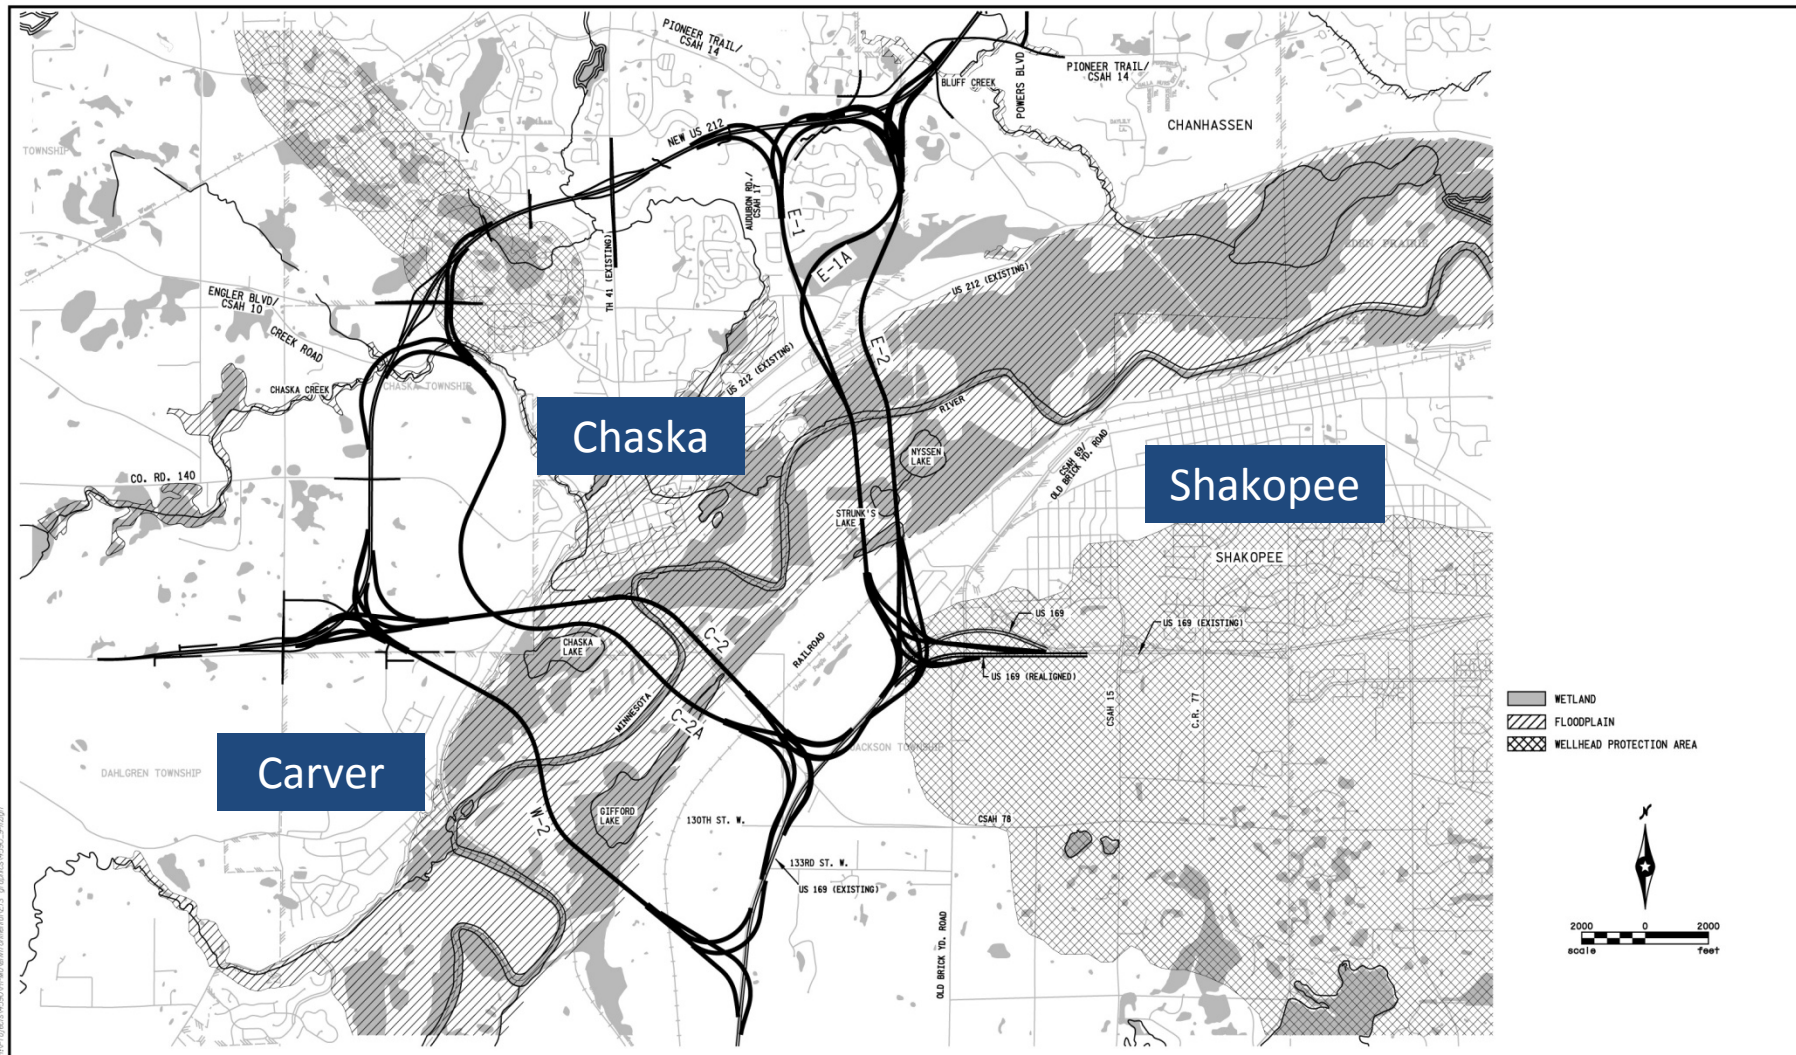 PIONEER TRAIL/
CSAH 14
PIONEER TRAIL/
CSAH 14
POWERS BLVD
BLUFF CREEK
CHANHASSEN
NEW US 212
TOWNSHIP
AUDUBON RD./
CSAH 17
E-1
E-1A
E-2
TH 41 (EXISTING)
US 212 (EXISTING)
EDEN PRAIRIE
ENGLER BLVD/
CSAH 10
CREEK ROAD
CHASKA CREEK
CHASKA TOWNSHIP
US 212 (EXISTING)
RIVER
Chaska
NYSSEN
LAKE
CSAH 69/
OLD BRICK YD. ROAD
Shakopee
CO. RD. 140
STRUNK'S
LAKE
SHAKOPEE
US 169
US 169 (EXISTING)
US 169 (REALIGNED)
CHASKA
LAKE
C-2
RAILROAD
Union Pacific Railroad
MINNESOTA
C-2A
CSAH 15
C.R. 77
WETLAND
FLOODPLAIN
WELLHEAD PROTECTION AREA
JACKSON TOWNSHIP
Carver
DAHLGREN TOWNSHIP
W-2
GIFFORD
LAKE
130TH ST. W.
CSAH 78
133RD ST. W.
US 169 (EXISTING)
OLD BRICK YD. ROAD
N
2000 0 2000
scale feet